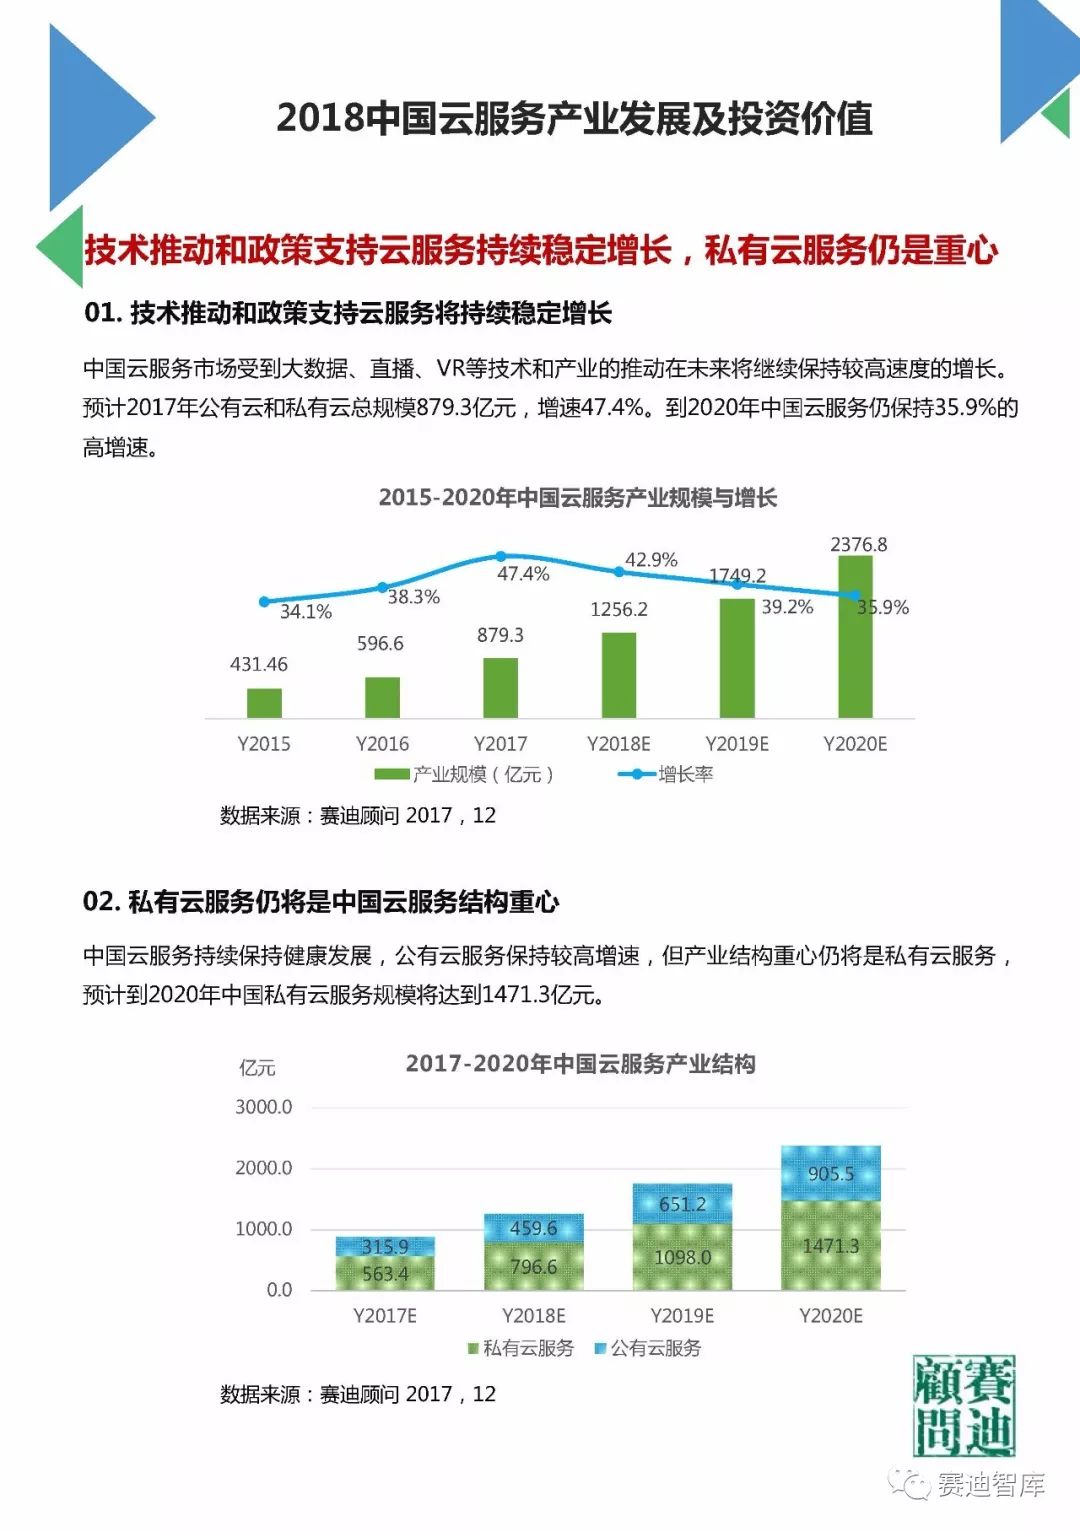 2018中国云服务产业发展及投资价值
技术推动和政策支持云服务持续稳定增长，私有云服务仍是重心
01. 技术推动和政策支持云服务将持续稳定增长
中国云服务市场受到大数据、直播、VR等技术和产业的推动在未来将继续保持较高速度的增长。
预计2017年公有云和私有云总规模879.3亿元，增速47.4%。到2020年中国云服务仍保持35.9%的
高增速。
2015-2020年中国云服务产业规模与增长
34.1% 38.3% 47.4% 42.9% 39.2% 35.9%
431.46 596.6 879.3 1256.2 1749.2 2376.8
Y2015 Y2016 Y2017 Y2018E Y2019E Y2020E
产业规模（亿元） 增长率
数据来源：赛迪顾问 2017，12
02. 私有云服务仍将是中国云服务结构重心
中国云服务持续保持健康发展，公有云服务保持较高增速，但产业结构重心仍将是私有云服务，
预计到2020年中国私有云服务规模将达到1471.3亿元。
亿元 2017-2020年中国云服务产业结构
3000.0
2000.0
1000.0
0.0
315.9 459.6 651.2 905.5
563.4 796.6 1098.0 1471.3
Y2017E Y2018E Y2019E Y2020E
私有云服务 公有云服务
数据来源：赛迪顾问 2017，12
賽迪
顧問
赛迪智库